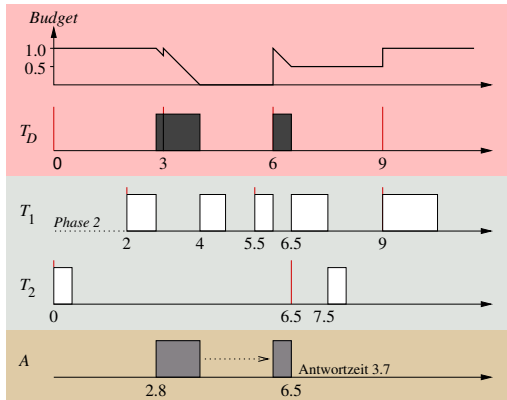 Budget
1.0
0.5
T_D
0 3 6 9
T_1
Phase 2
2 4 5.5 6.5 9
T_2
0 6.5 7.5
A
Antwortzeit 3.7
2.8 6.5